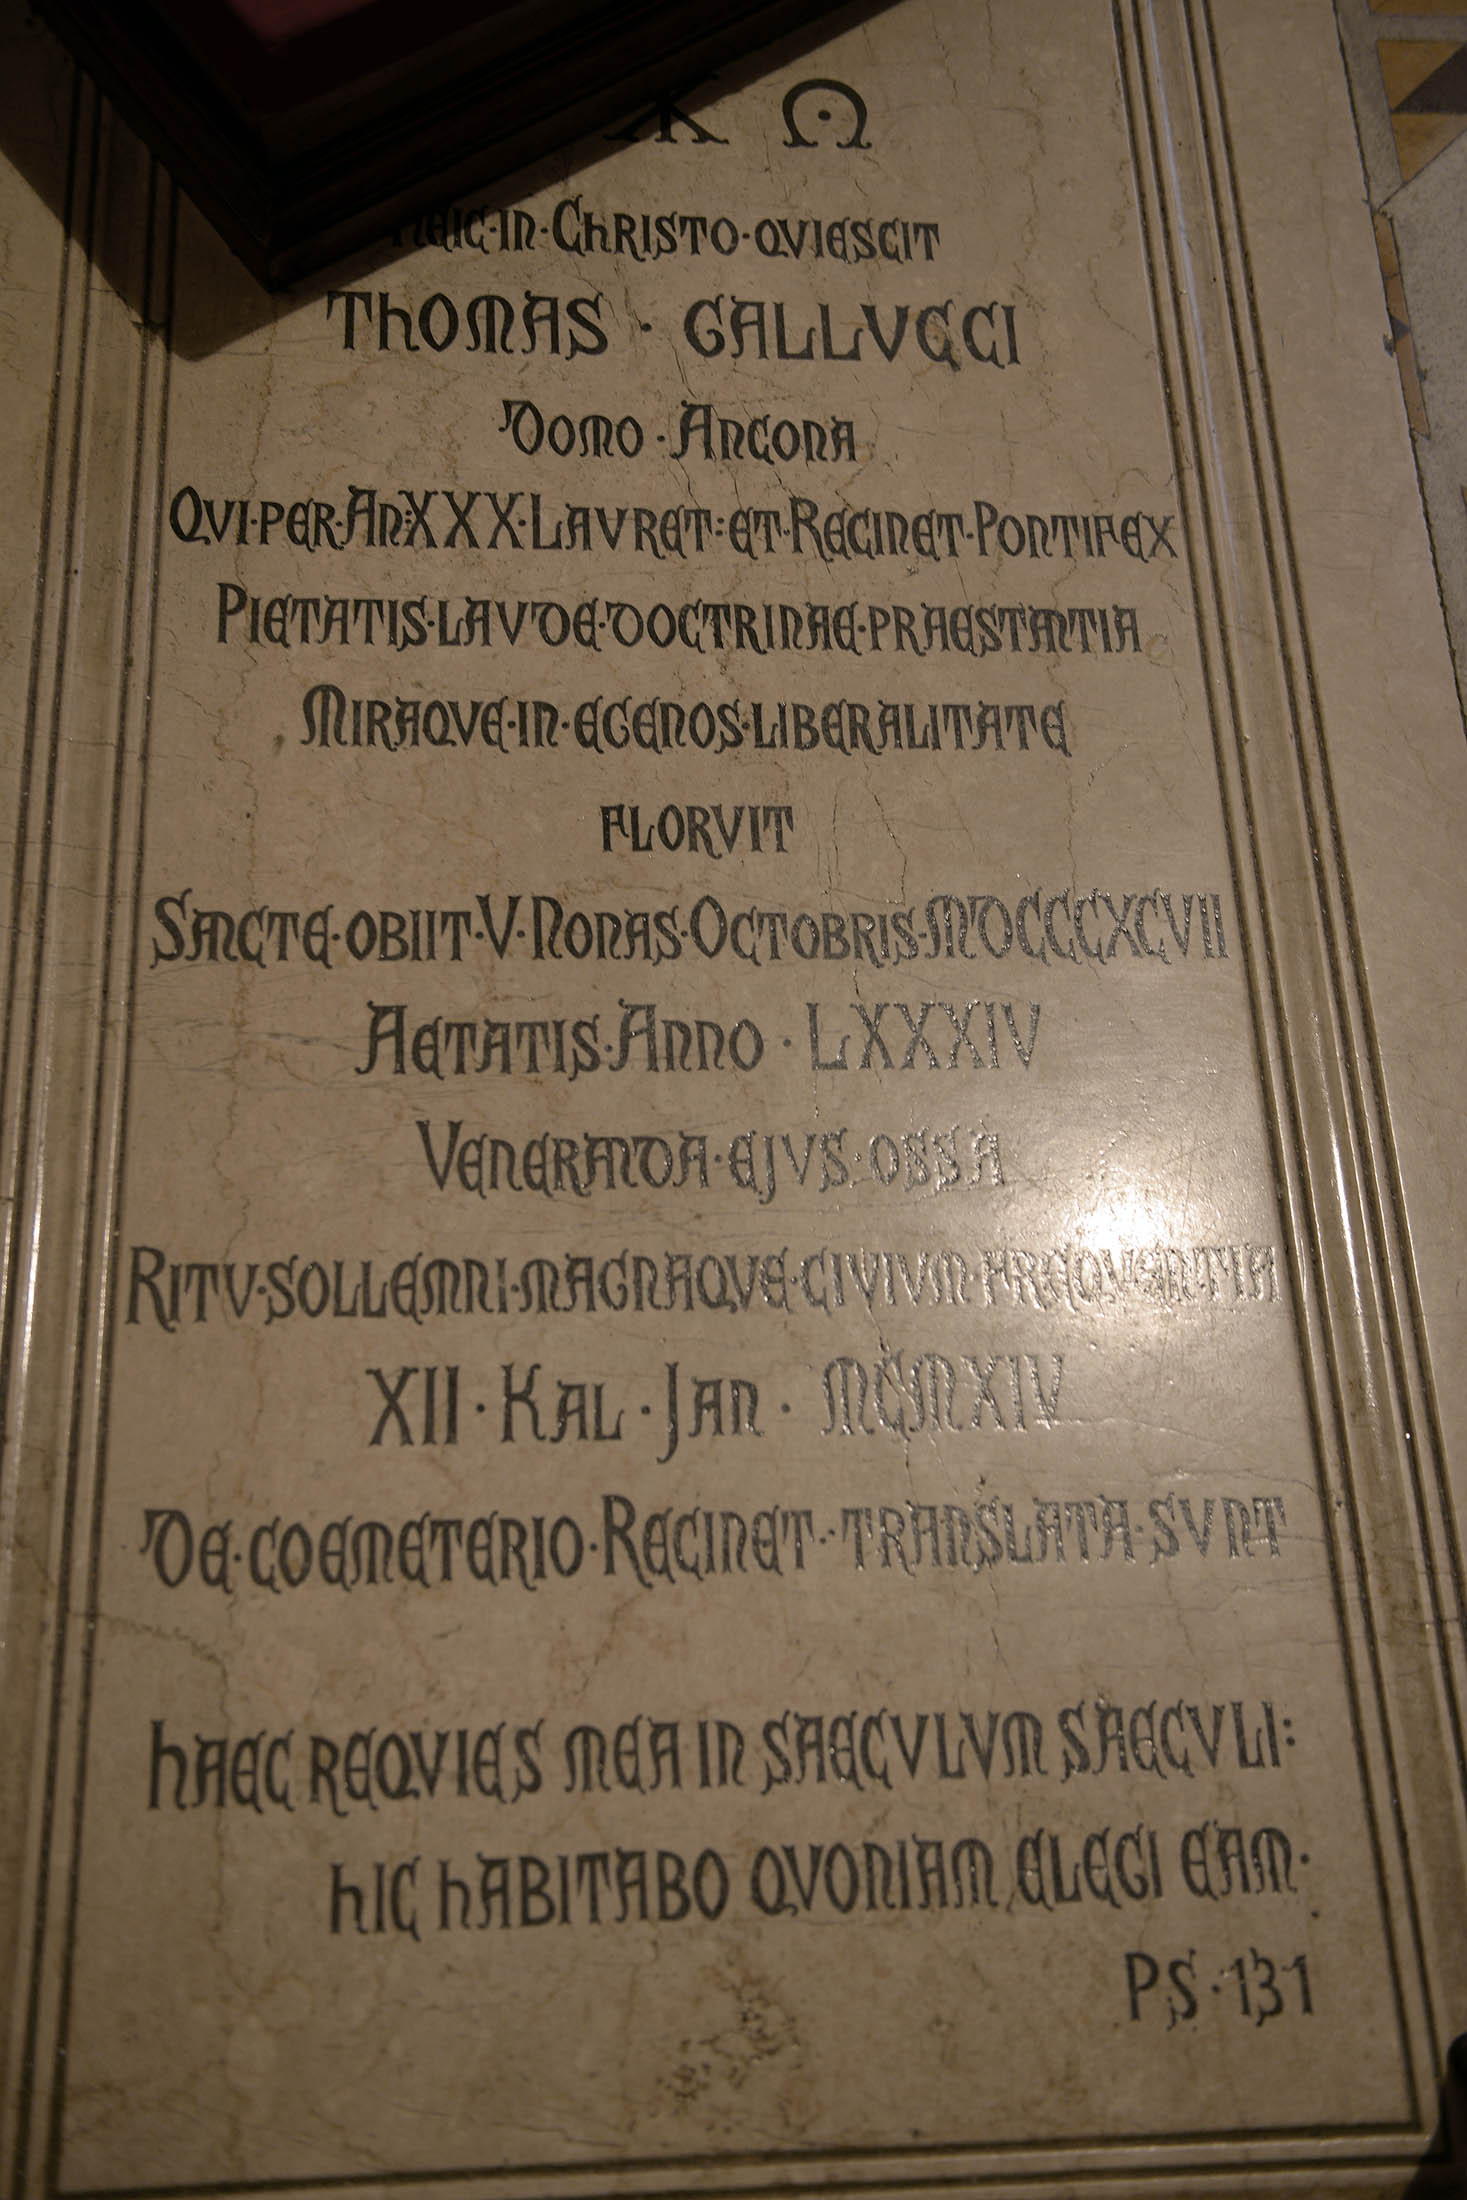 Ω
HEIC·IN·CHRISTO·QVIESCIT
THOMAS · GALLVCCI
DOMO · ANCONA
QVI·PER·AN:XXX·LAVRET:ET·RECINET·PONTIFEX
PIETATIS·LAVDE·DOCTRINAE·PRAESTANTIA
MIRAQVE·IN·EGENOS·LIBERALITATE
FLORVIT
SANCTE·OBIIT·V·NONAS·OCTOBRIS·MDCCCXCVII
AETATIS·ANNO · LXXXIV
VENERANDA·EJVS·OSSA
RITV·SOLLEMNI·MAGNAQVE·CIVIVM·FREQVENTIA
XII · KAL · JAN · MCMXIV
DE·COEMETERIO·RECINET·TRANSLATA·SVNT
HAEC REQVIES MEA IN SAECVLVM SAECVLI:
HIC HABITABO QVONIAM ELEGI EAM·
PS·131